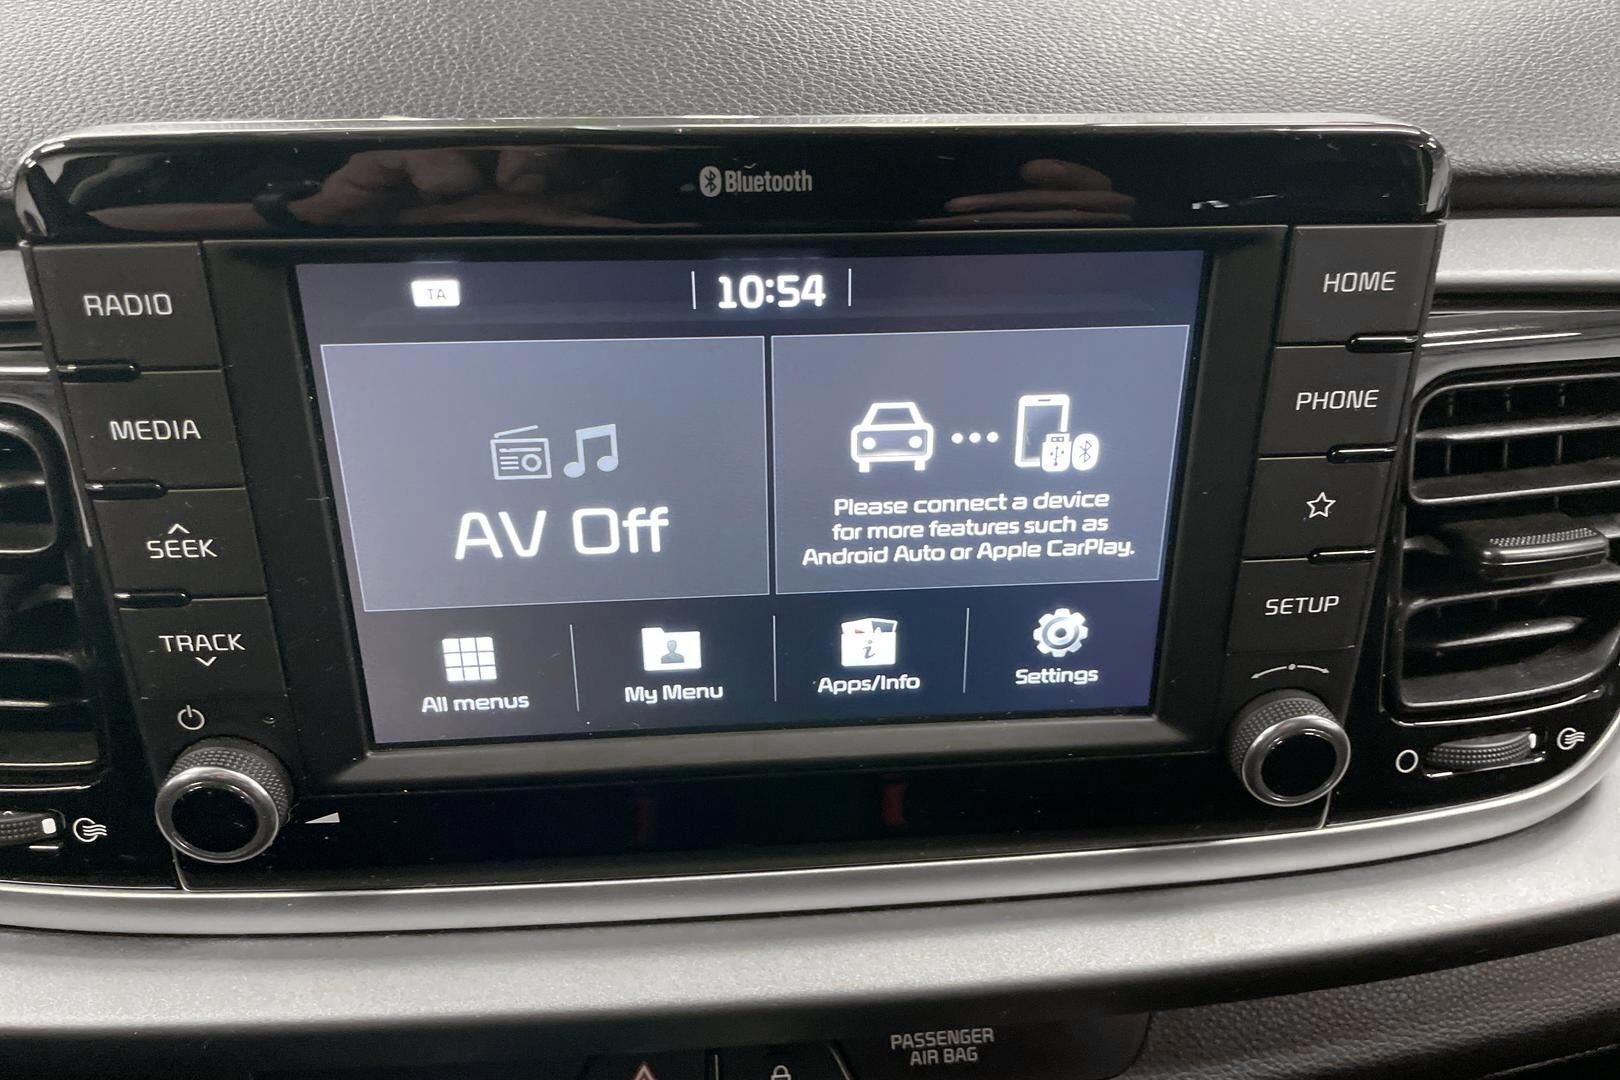 Bluetooth
RADIO
MEDIA
SEEK
TRACK
TA
10:54
AV Off
Please connect a device
for more features such as
Android Auto or Apple CarPlay.
All menus
My Menu
Apps/Info
Settings
HOME
PHONE
SETUP
PASSENGER
AIR BAG